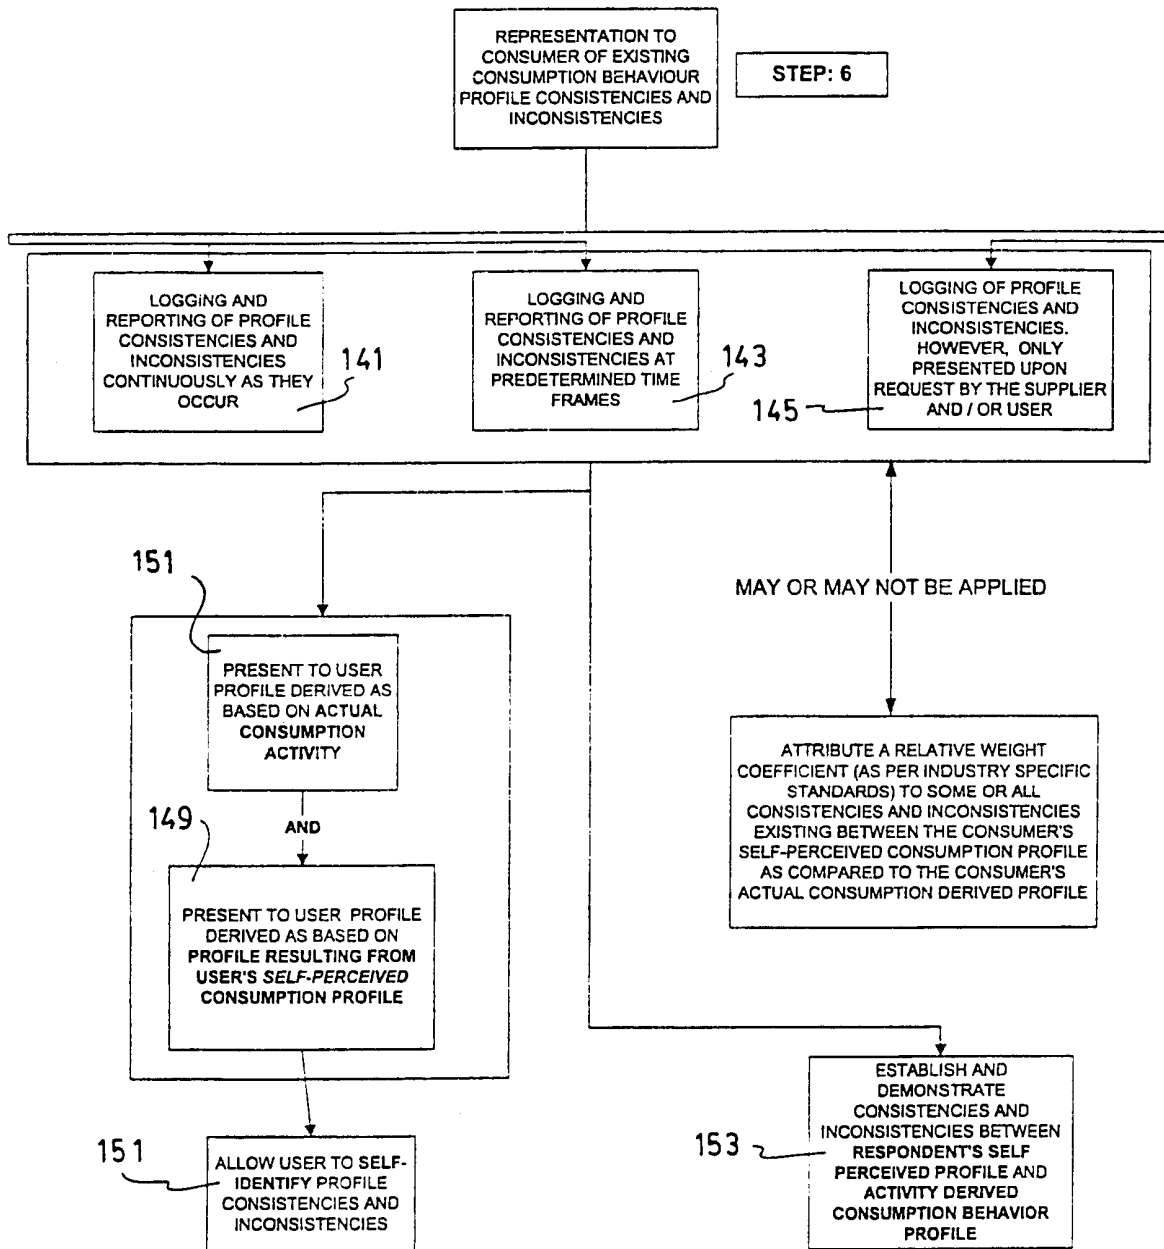 REPRESENTATION TO
CONSUMER OF EXISTING
CONSUMPTION BEHAVIOUR
PROFILE CONSISTENCIES AND
INCONSISTENCIES
STEP: 6
LOGGING AND
REPORTING OF PROFILE
CONSISTENCIES AND
INCONSISTENCIES
CONTINUOUSLY AS THEY
OCCUR
141
LOGGING AND
REPORTING OF PROFILE
CONSISTENCIES AND
INCONSISTENCIES AT
PREDETERMINED TIME
FRAMES
143
LOGGING OF PROFILE
CONSISTENCIES AND
INCONSISTENCIES.
HOWEVER, ONLY
PRESENTED UPON
REQUEST BY THE SUPPLIER
AND / OR USER
145
151
PRESENT TO USER
PROFILE DERIVED AS
BASED ON ACTUAL
CONSUMPTION
ACTIVITY
AND
149
PRESENT TO USER PROFILE
DERIVED AS BASED ON
PROFILE RESULTING FROM
USER'S SELF-PERCEIVED
CONSUMPTION PROFILE
MAY OR MAY NOT BE APPLIED
ATTRIBUTE A RELATIVE WEIGHT
COEFFICIENT (AS PER INDUSTRY SPECIFIC
STANDARDS) TO SOME OR ALL
CONSISTENCIES AND INCONSISTENCIES
EXISTING BETWEEN THE CONSUMER'S
SELF-PERCEIVED CONSUMPTION PROFILE
AS COMPARED TO THE CONSUMER'S
ACTUAL CONSUMPTION DERIVED PROFILE
151
ALLOW USER TO SELF-
IDENTIFY PROFILE
CONSISTENCIES AND
INCONSISTENCIES
153
ESTABLISH AND
DEMONSTRATE
CONSISTENCIES AND
INCONSISTENCIES BETWEEN
RESPONDENT'S SELF
PERCEIVED PROFILE AND
ACTIVITY DERIVED
CONSUMPTION BEHAVIOR
PROFILE